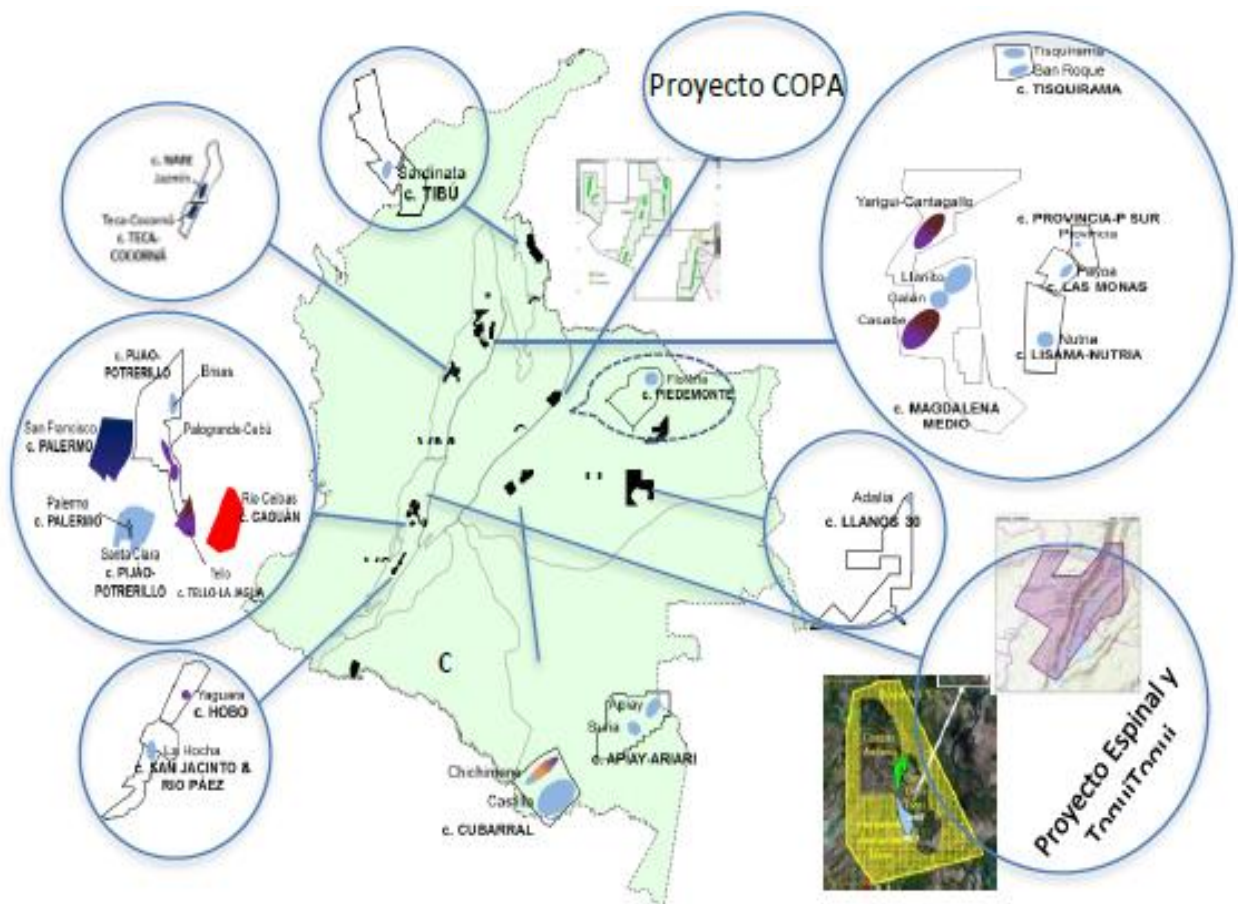 Proyecto COPA
Sardinata
c. TIBÚ
c. NARE
Jazmín
Teca-Cocorná
c. TECA-
COCORNÁ
Tisquirama
San Roque
c. TISQUIRAMA
Yarigui-Cantagallo
c. PROVINCIA-P SUR
Provincia
Payoa
c. LAS MONAS
Llanito
Galán
Casabe
Nutria
c. LISAMA-NUTRIA
c. MAGDALENA
MEDIO
Floreña
c. PIEDEMONTE
c. PIJAO-
POTRERILLO
Brisas
San Francisco
c. PALERMO
Palogrande-Cebú
Palermo
c. PALERMO
Río Ceibas
c. CAGUÁN
Santa Clara
c. PIJAO-
POTRERILLO
Tello
c. TELLO-LA JAGUA
Adalia
c. LLANOS 30
Yaguara
c. HOBO
La Hocha
c. SAN JACINTO &
RIO PÁEZ
C
Apiay
Suria
c. APIAY-ARIARI
Chichimene
Castilla
c. CUBARRAL
Proyecto Espinal y